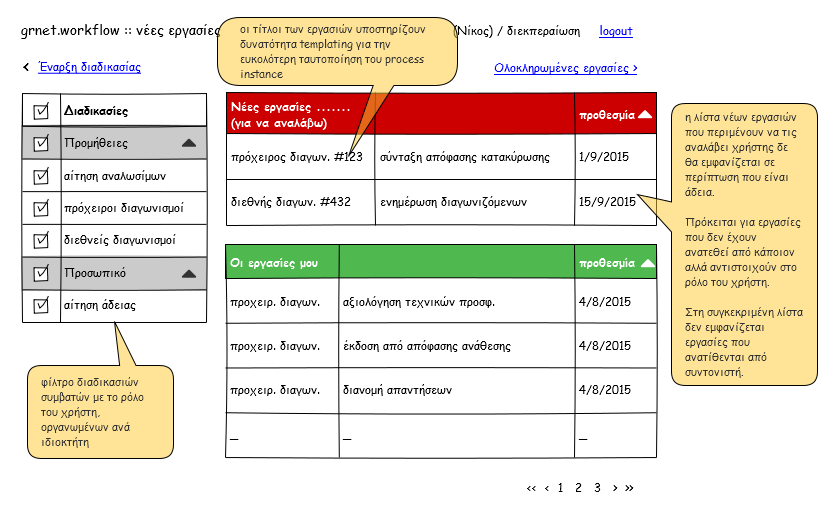 grnet.workflow :: νέες εργασίες
(Νίκος) / διεκπεραίωση
logout
οι τίτλοι των εργασιών υποστηρίζουν
δυνατότητα templating για την
ευκολότερη ταυτοποίηση του process
instance
< Έναρξη διαδικασίας
Ολοκληρωμένες εργασίες >
Διαδικασίες
Προμήθειες
αίτηση αναλωσίμων
πρόχειροι διαγωνισμοί
διεθνείς διαγωνισμοί
Προσωπικό
αίτηση άδειας
φίλτρο διαδικασιών
συμβατών με το ρόλο
του χρήστη,
οργανωμένων ανά
ιδιοκτήτη
Νέες εργασίες .......
(για να αναλάβω)
προθεσμία
πρόχειρος διαγων. #123 σύνταξη απόφασης κατακύρωσης 1/9/2015
διεθνής διαγων. #432 ενημέρωση διαγωνιζόμενων 15/9/2015
Οι εργασίες μου προθεσμία
προχειρ. διαγων. αξιολόγηση τεχνικών προσφ. 4/8/2015
προχειρ. διαγων. έκδοση από απόφασης ανάθεσης 4/8/2015
προχειρ. διαγων. διανομή απαντήσεων 4/8/2015
_ _ _
<< < 1 2 3 > >>
η λίστα νέων εργασιών
που περιμένουν να τις
αναλάβει χρήστης δε
θα εμφανίζεται σε
περίπτωση που είναι
άδεια.
Πρόκειται για εργασίες
που δεν έχουν
ανατεθεί από κάποιον
αλλά αντιστοιχούν στο
ρόλο του χρήστη.
Στη συγκεκριμένη λίστα
δεν εμφανίζεται
εργασίες που
ανατίθενται από
συντονιστή.